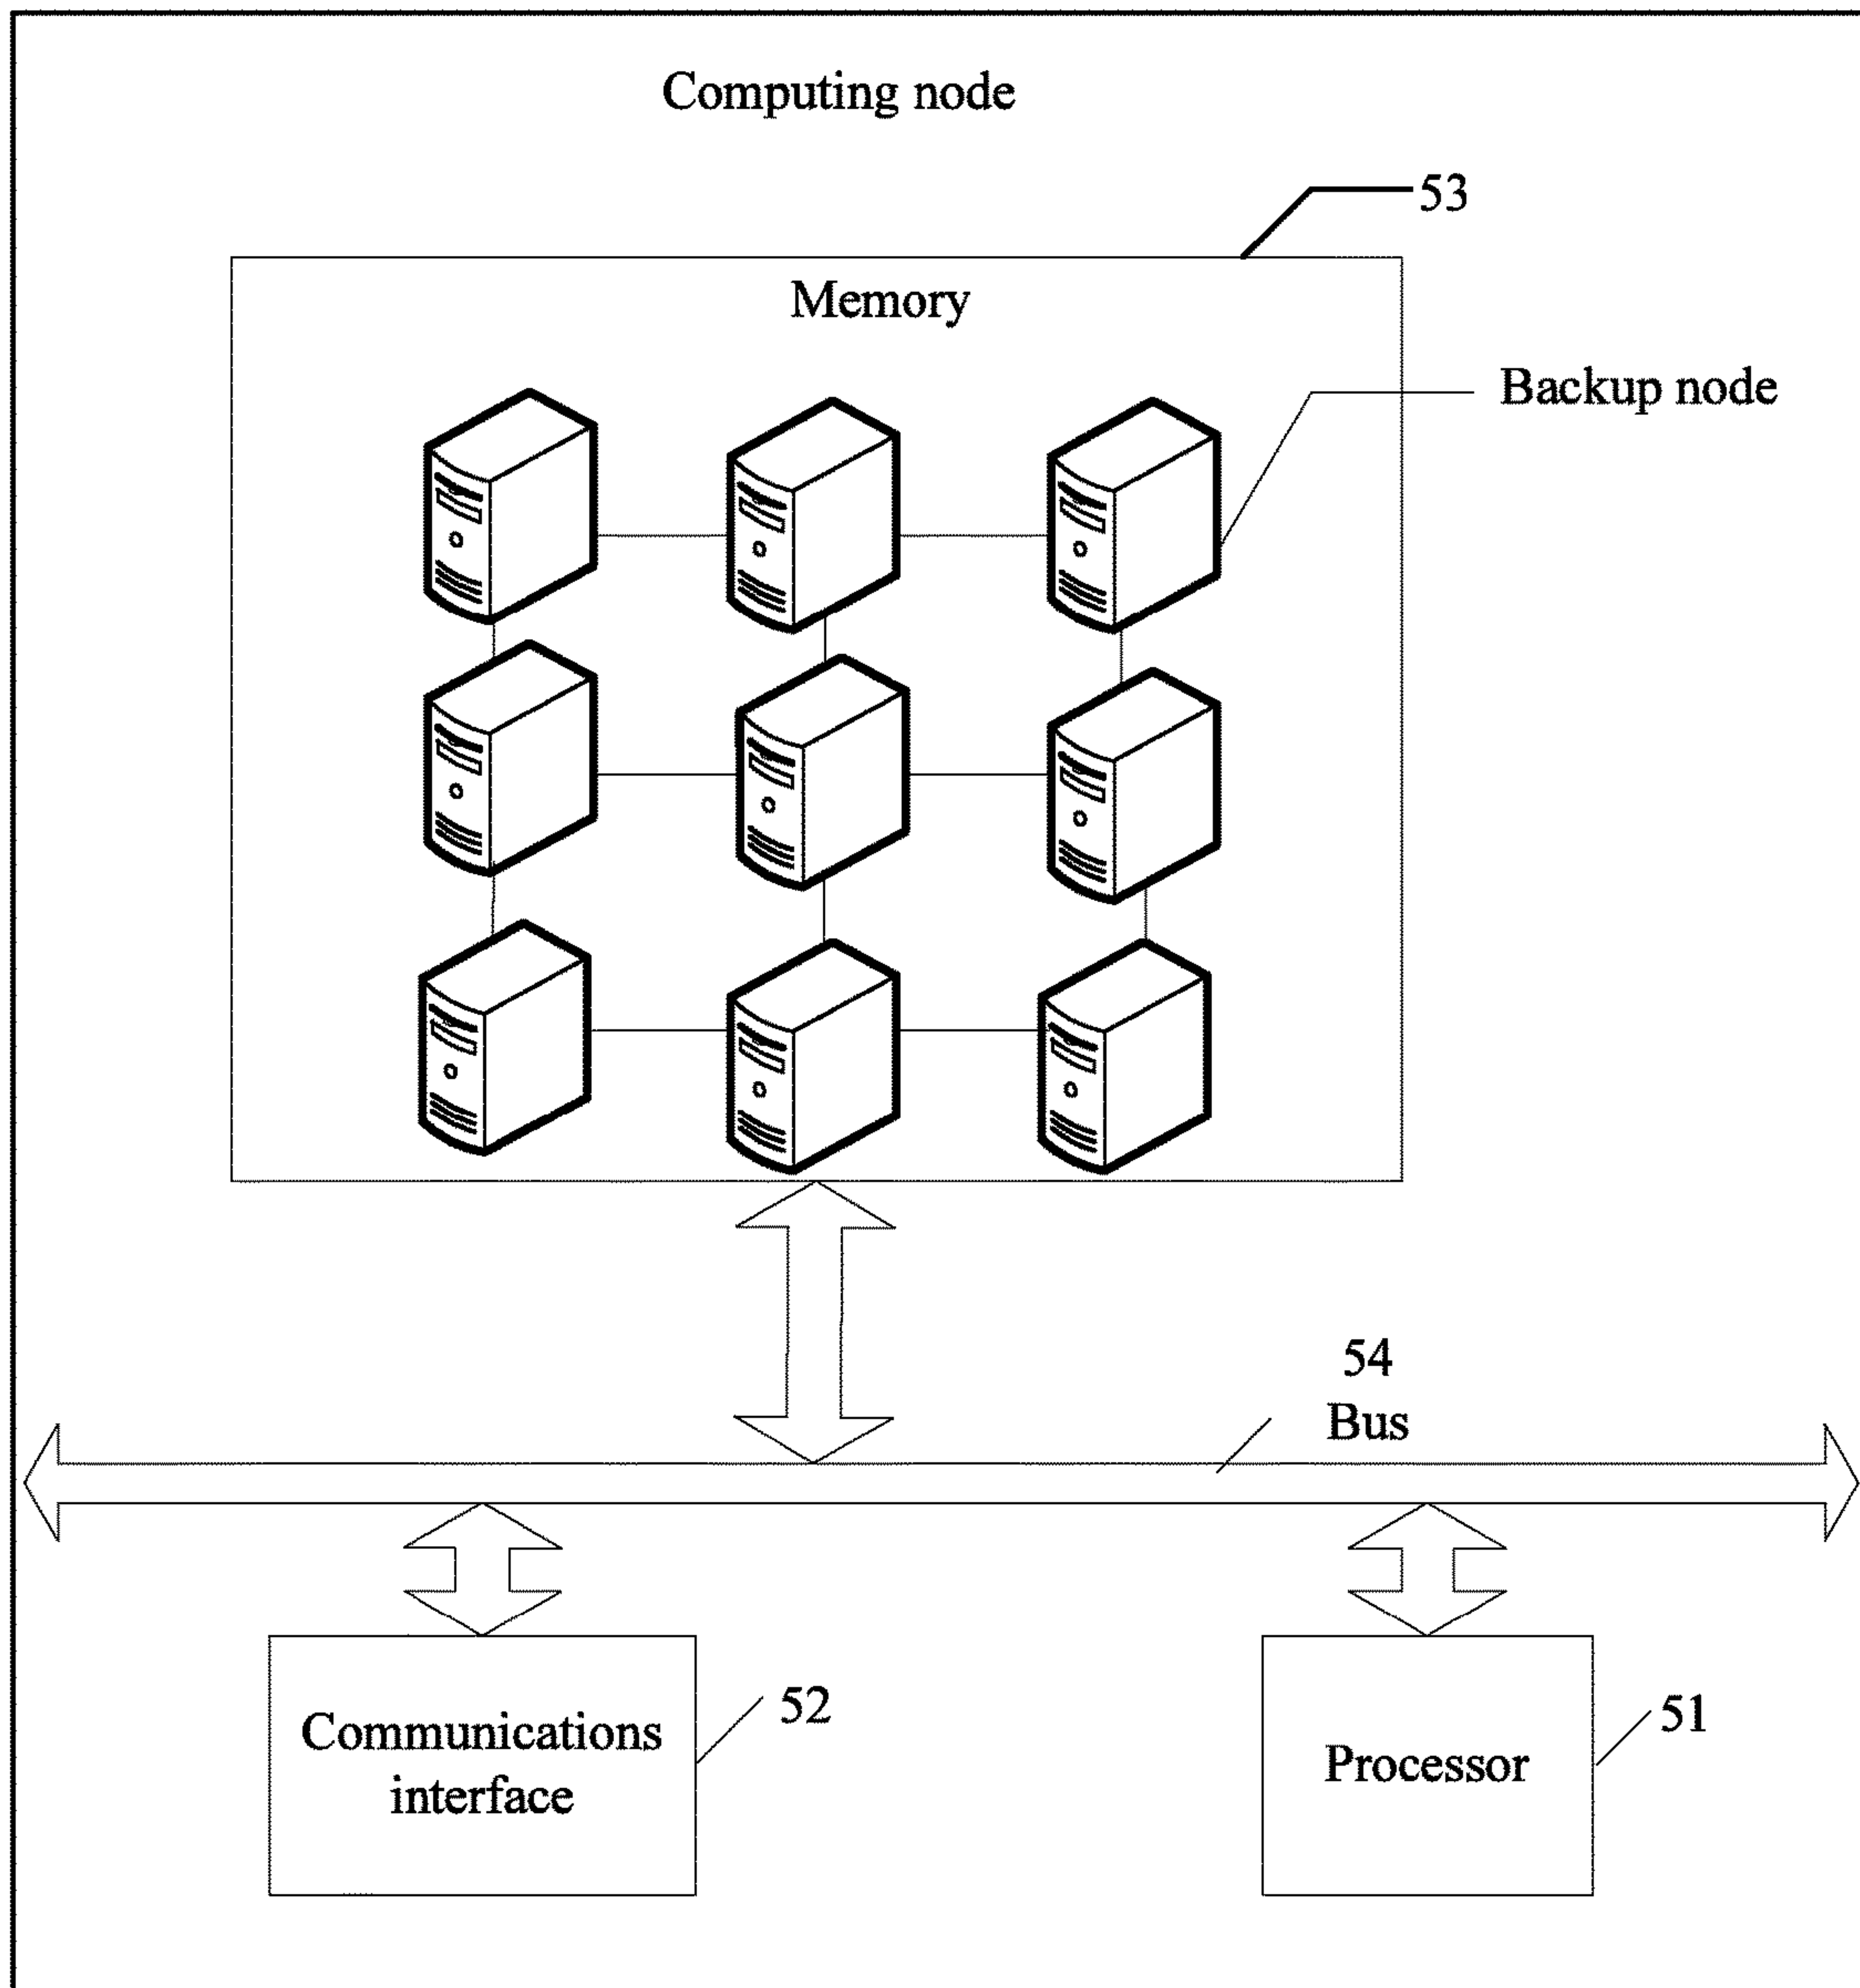 Computing node
53
Memory
Backup node
54
Bus
Communications
interface
52
Processor
51